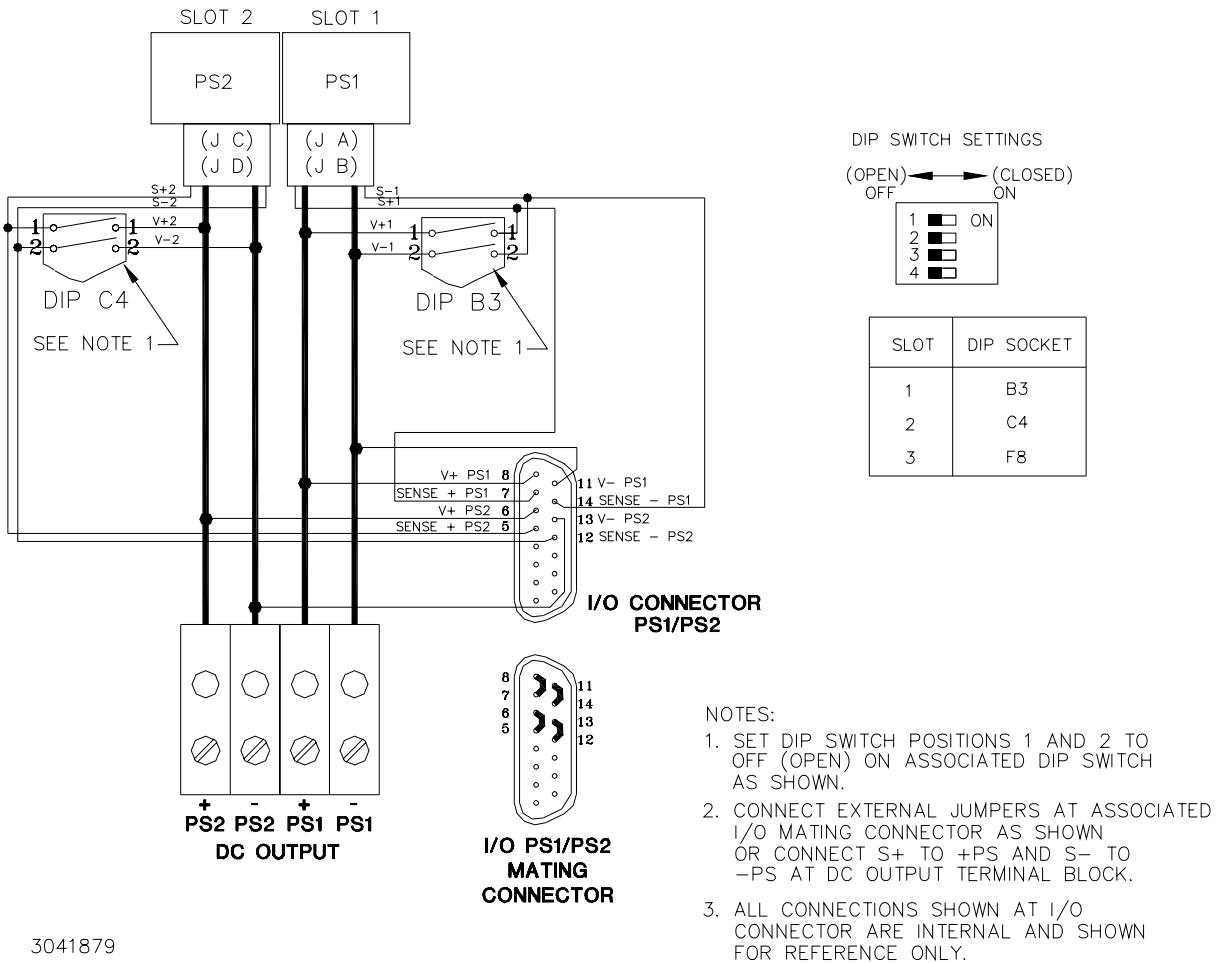 SLOT 2
SLOT 1
PS2
PS1
(J C)
(J D)
(J A)
(J B)
S+2
S-2
S-1
S+1
1
2
1
2
V+2
V-2
V+1
V-1
1
2
1
2
DIP C4
SEE NOTE 1
DIP B3
SEE NOTE 1
DIP SWITCH SETTINGS
(OPEN)
(CLOSED)
OFF
ON
1
ON
2
3
4
SLOT
DIP SOCKET
1
B3
2
C4
3
F8
V+ PS1 8
SENSE + PS1 7
V+ PS2 6
SENSE + PS2 5
11 V- PS1
14 SENSE - PS1
13 V- PS2
12 SENSE - PS2
I/O CONNECTOR
PS1/PS2
8
7
6
5
11
14
13
12
I/O PS1/PS2
MATING
CONNECTOR
+ - + -
PS2 PS2 PS1 PS1
DC OUTPUT
NOTES:
1. SET DIP SWITCH POSITIONS 1 AND 2 TO
OFF (OPEN) ON ASSOCIATED DIP SWITCH
AS SHOWN.
2. CONNECT EXTERNAL JUMPERS AT ASSOCIATED
I/O MATING CONNECTOR AS SHOWN
OR CONNECT S+ TO +PS AND S- TO
-PS AT DC OUTPUT TERMINAL BLOCK.
3. ALL CONNECTIONS SHOWN AT I/O
CONNECTOR ARE INTERNAL AND SHOWN
FOR REFERENCE ONLY.
3041879